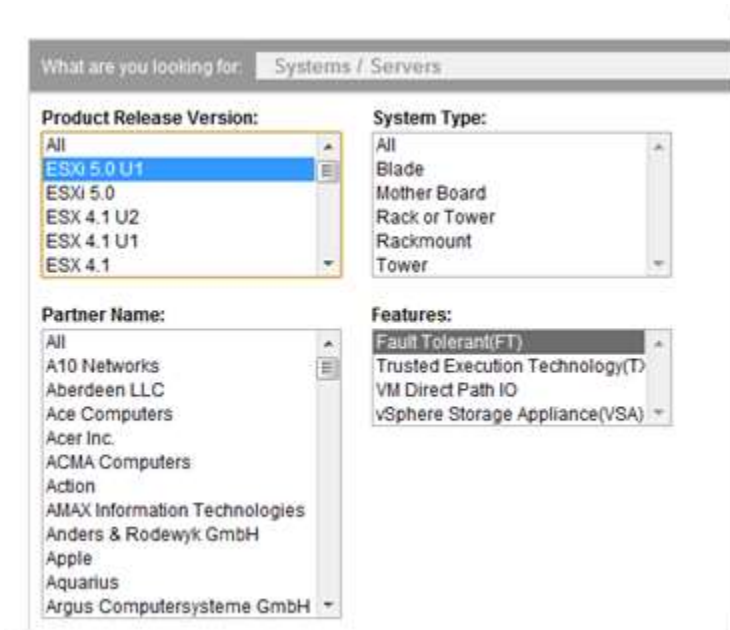 What are you looking for: Systems / Servers
Product Release Version:
All
ESXi 5.0 U1
ESXi 5.0
ESX 4.1 U2
ESX 4.1 U1
ESX 4.1
System Type:
All
Blade
Mother Board
Rack or Tower
Rackmount
Tower
Partner Name:
All
A10 Networks
Aberdeen LLC
Ace Computers
Acer Inc.
ACMA Computers
Action
AMAX Information Technologies
Anders & Rodewyk GmbH
Apple
Aquarius
Argus Computersysteme GmbH
Features:
Fault Tolerant(FT)
Trusted Execution Technology(T
VM Direct Path IO
vSphere Storage Appliance(VSA)